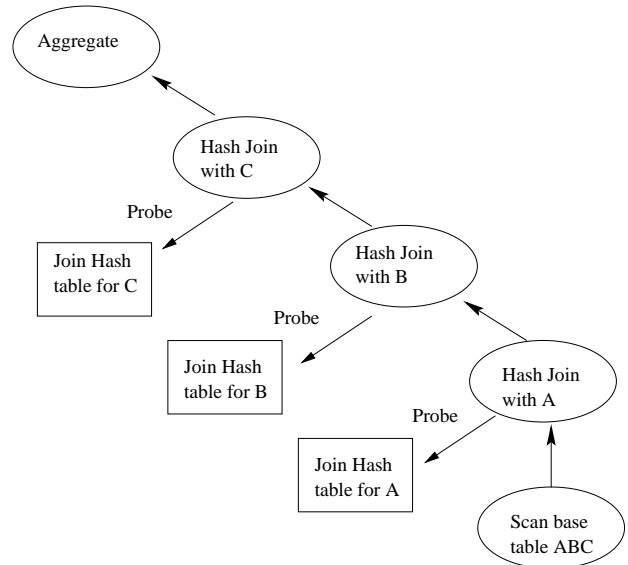 Aggregate
Hash Join
with C
Probe
Join Hash
table for C
Hash Join
with B
Probe
Join Hash
table for B
Hash Join
with A
Probe
Join Hash
table for A
Scan base
table ABC